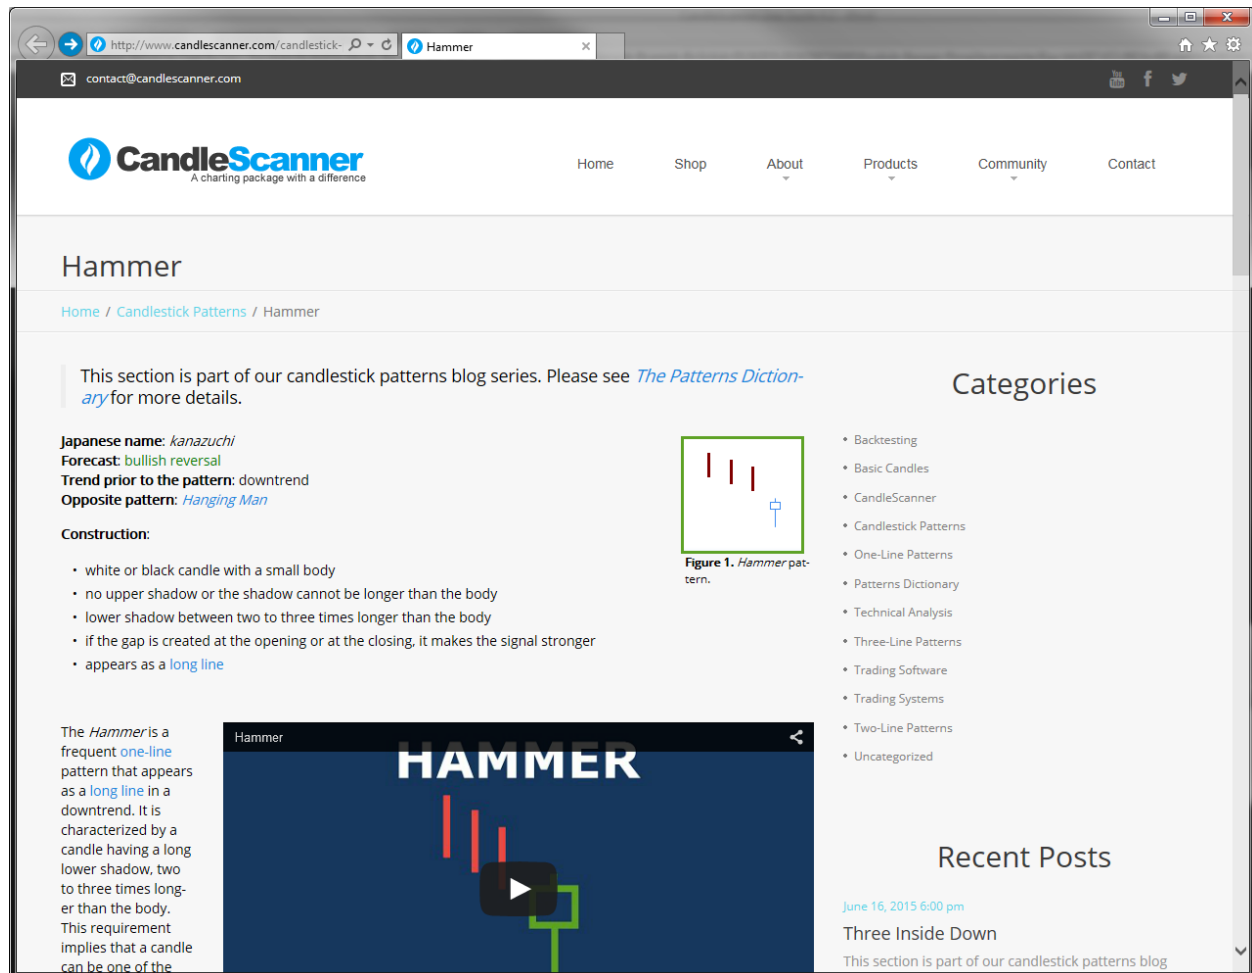 http://www.candlescanner.com/candlestick-
Hammer
contact@candlescanner.com
You
Tube
CandleScanner
A charting package with a difference
Home
Shop
About
Products
Community
Contact
Hammer
Home / Candlestick Patterns / Hammer
This section is part of our candlestick patterns blog series. Please see The Patterns Diction-
ary for more details.
Japanese name: kanazuchi
Forecast: bullish reversal
Trend prior to the pattern: downtrend
Opposite pattern: Hanging Man
Construction:
• white or black candle with a small body
• no upper shadow or the shadow cannot be longer than the body
• lower shadow between two to three times longer than the body
• if the gap is created at the opening or at the closing, it makes the signal stronger
• appears as a long line
Figure 1. Hammer pat-
tern.
The Hammer is a
frequent one-line
pattern that appears
as a long line in a
downtrend. It is
characterized by a
candle having a long
lower shadow, two
to three times long-
er than the body.
This requirement
implies that a candle
can be one of the
Hammer
HAMMER
Categories
• Backtesting
• Basic Candles
• CandleScanner
• Candlestick Patterns
• One-Line Patterns
• Patterns Dictionary
• Technical Analysis
• Three-Line Patterns
• Trading Software
• Trading Systems
• Two-Line Patterns
• Uncategorized
Recent Posts
June 16, 2015 6:00 pm
Three Inside Down
This section is part of our candlestick patterns blog